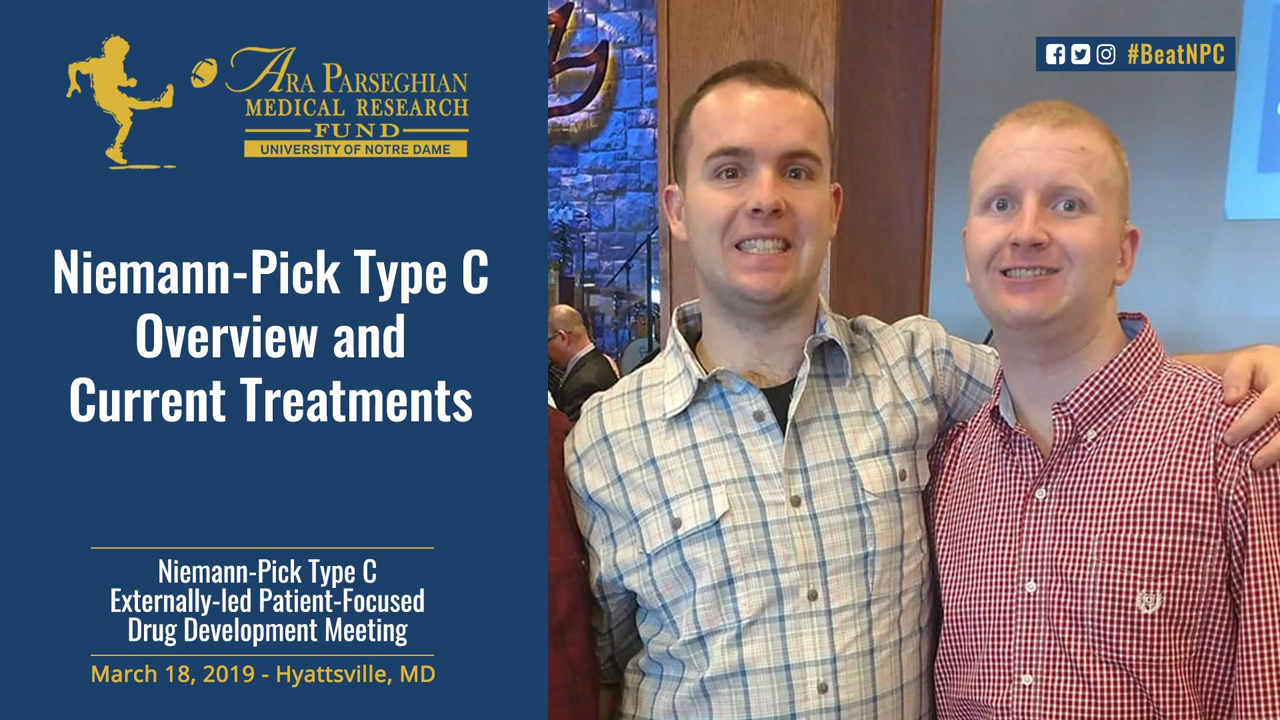 ARA PARSEGHIAN
MEDICAL RESEARCH
FUND
UNIVERSITY OF NOTRE DAME
Niemann-Pick Type C
Overview and
Current Treatments
Niemann-Pick Type C
Externally-led Patient-Focused
Drug Development Meeting
March 18, 2019 - Hyattsville, MD
#BeatNPC